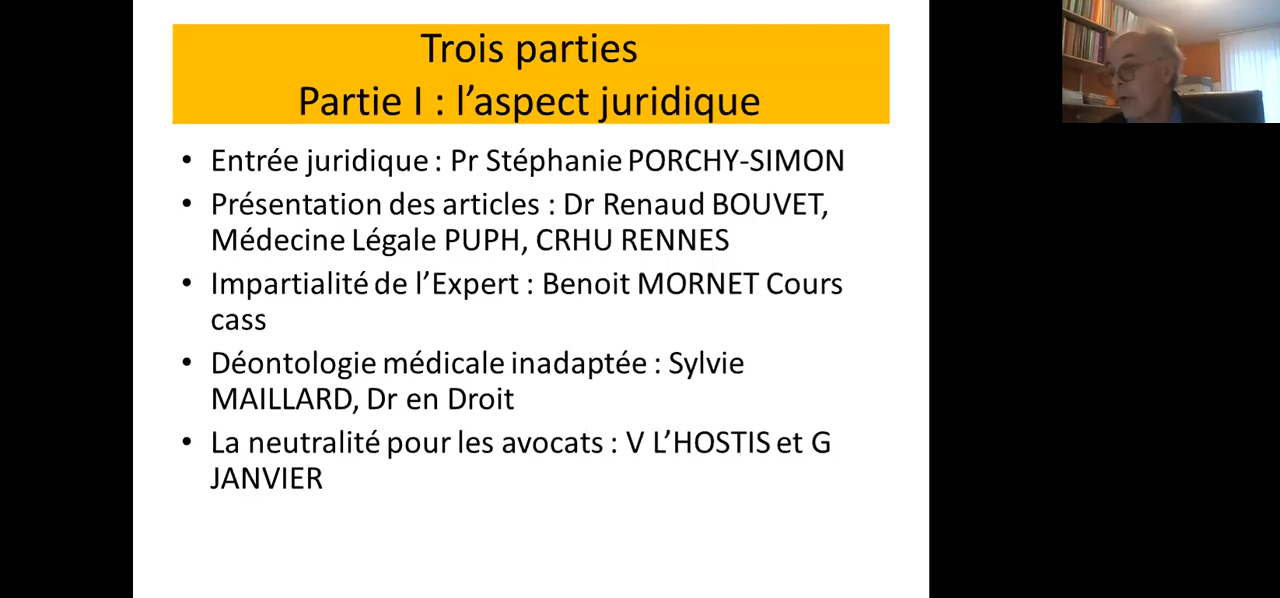 Trois parties
Partie I : l’aspect juridique
• Entrée juridique : Pr Stéphanie PORCHY-SIMON
• Présentation des articles : Dr Renaud BOUVET,
Médecine Légale PUPH, CRHU RENNES
• Impartialité de l’Expert : Benoit MORNET Cours
cass
• Déontologie médicale inadaptée : Sylvie
MAILLARD, Dr en Droit
• La neutralité pour les avocats : V L’HOSTIS et G
JANVIER